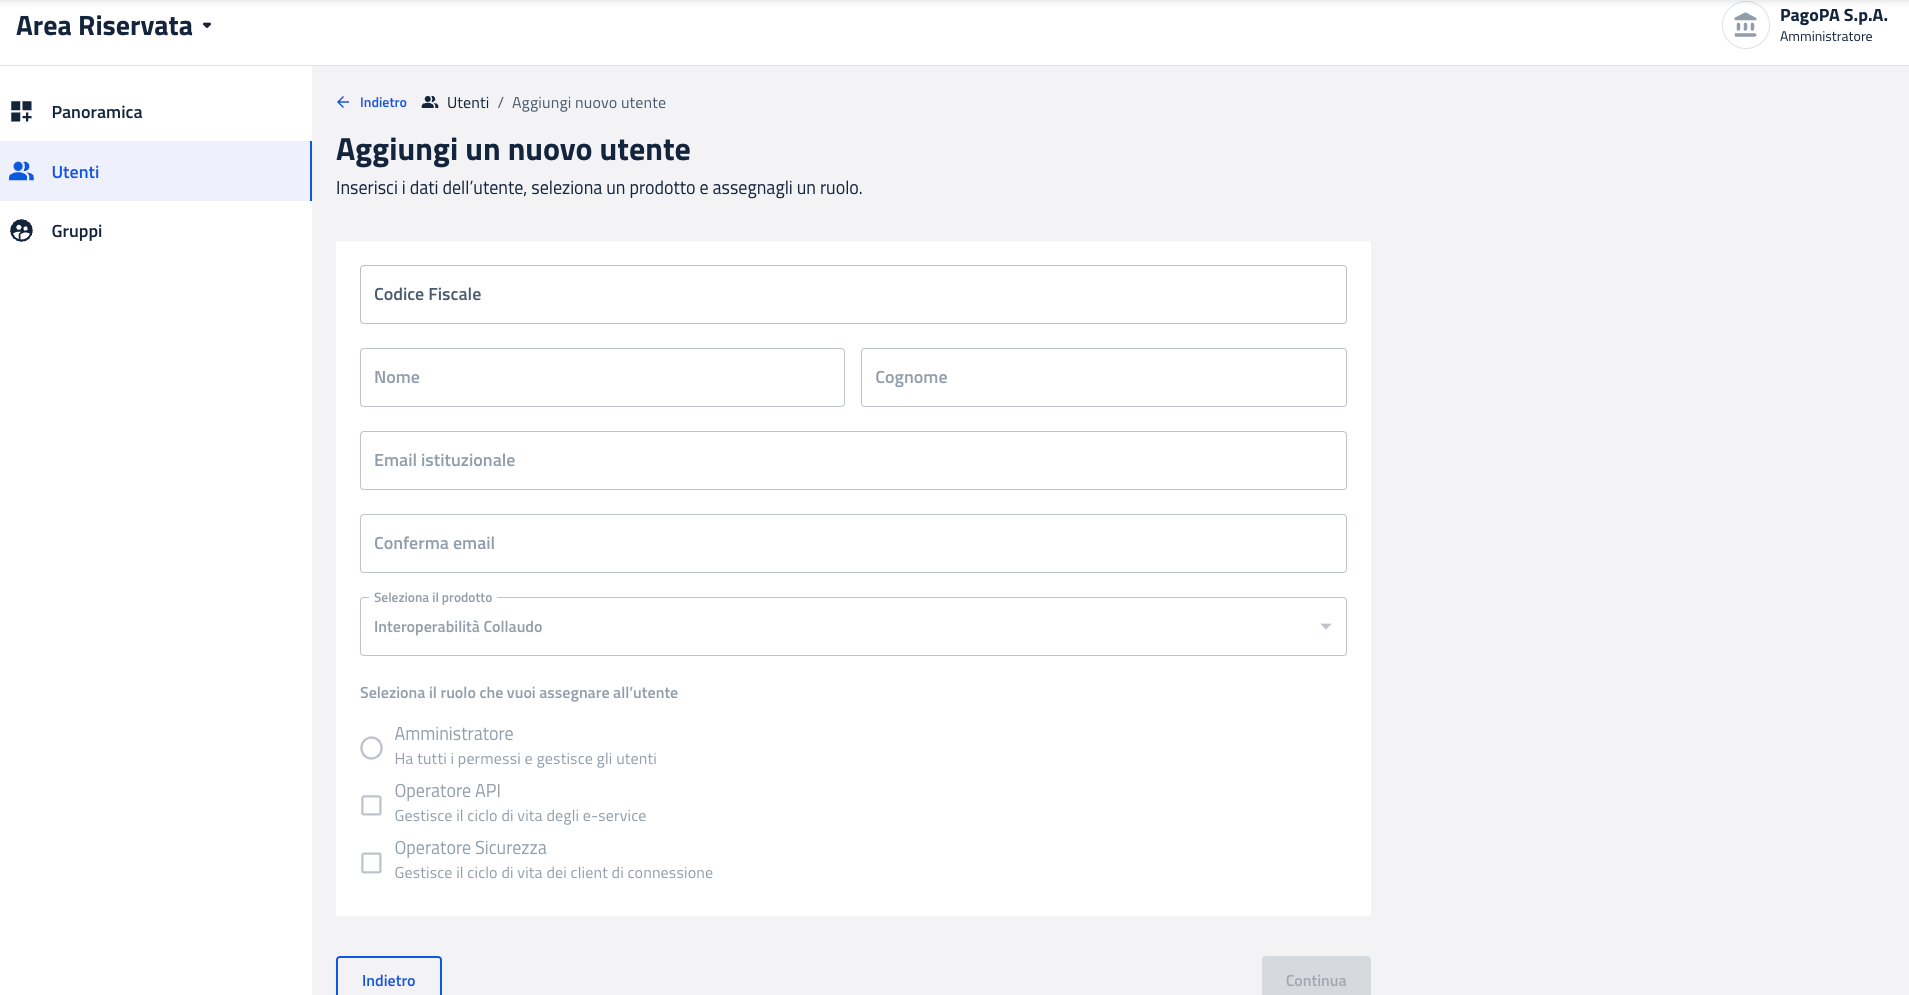 Area Riservata
PagoPA S.p.A.
Amministratore
Panoramica
Utenti
Gruppi
Indietro Utenti / Aggiungi nuovo utente
Aggiungi un nuovo utente
Inserisci i dati dell’utente, seleziona un prodotto e assegnagli un ruolo.
Codice Fiscale
Nome
Cognome
Email istituzionale
Conferma email
Seleziona il prodotto
Interoperabilità Collaudo
Seleziona il ruolo che vuoi assegnare all’utente
Amministratore
Ha tutti i permessi e gestisce gli utenti
Operatore API
Gestisce il ciclo di vita degli e-service
Operatore Sicurezza
Gestisce il ciclo di vita dei client di connessione
Indietro
Continua